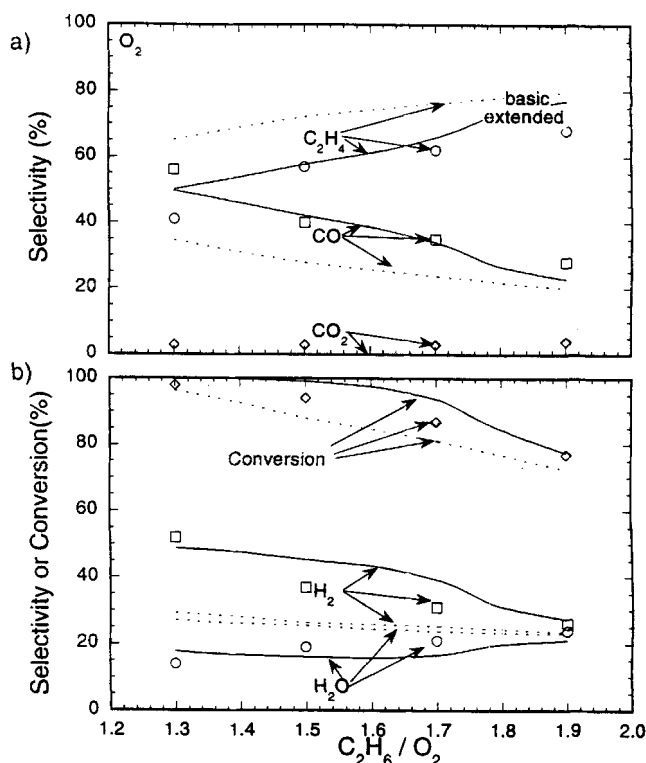 a)
O₂
100
80
60
40
20
0
Selectivity (%)
basic
extended
C₂H₄
CO
CO₂
b)
100
80
60
40
20
0
Selectivity or Conversion(%)
Conversion
H₂
H₂O
1.2 1.3 1.4 1.5 1.6 1.7 1.8 1.9 2.0
C₂H₆ / O₂